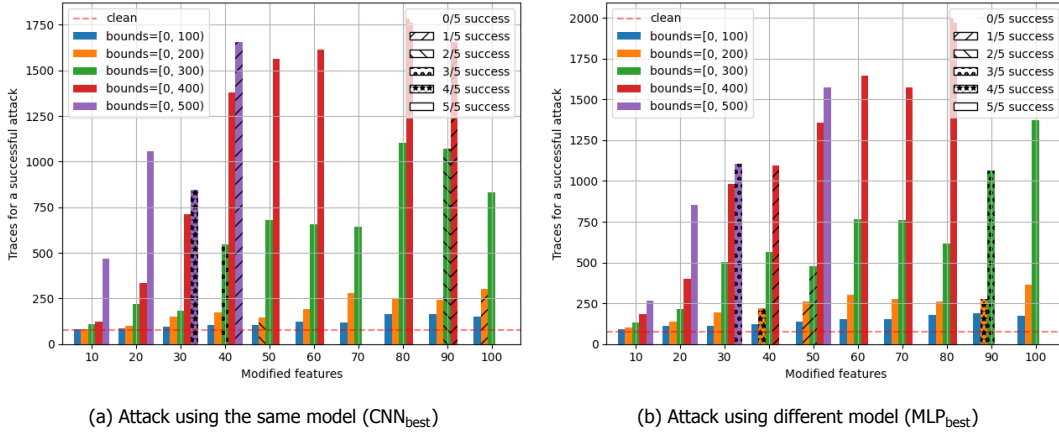 clean
bounds=[0, 100)
bounds=[0, 200)
bounds=[0, 300)
bounds=[0, 400)
bounds=[0, 500)
0/5 success
1/5 success
2/5 success
3/5 success
4/5 success
5/5 success
Traces for a successful attack
1750
1500
1250
1000
750
500
250
0
10 20 30 40 50 60 70 80 90 100
Modified features
(a) Attack using the same model (CNNbest)
clean
bounds=[0, 100)
bounds=[0, 200)
bounds=[0, 300)
bounds=[0, 400)
bounds=[0, 500)
0/5 success
1/5 success
2/5 success
3/5 success
4/5 success
5/5 success
Traces for a successful attack
2000
1750
1500
1250
1000
750
500
250
0
10 20 30 40 50 60 70 80 90 100
Modified features
(b) Attack using different model (MLPbest)